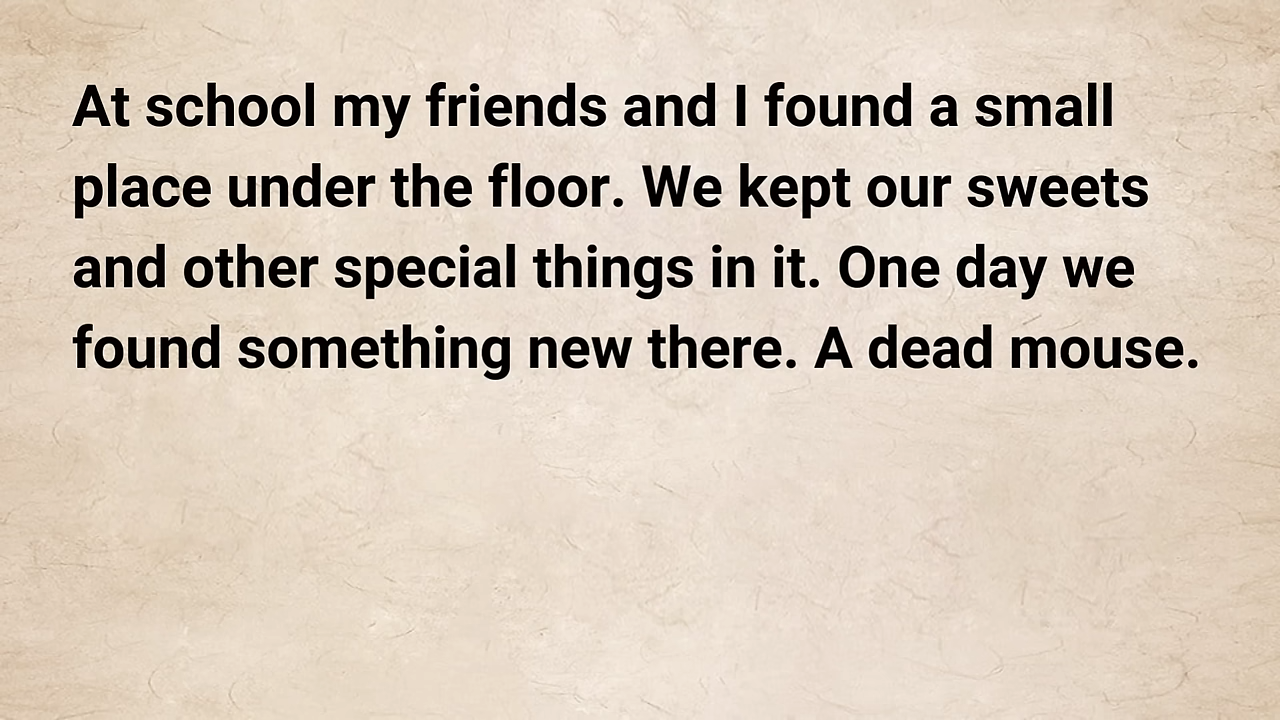 At school my friends and I found a small
place under the floor. We kept our sweets
and other special things in it. One day we
found something new there. A dead mouse.